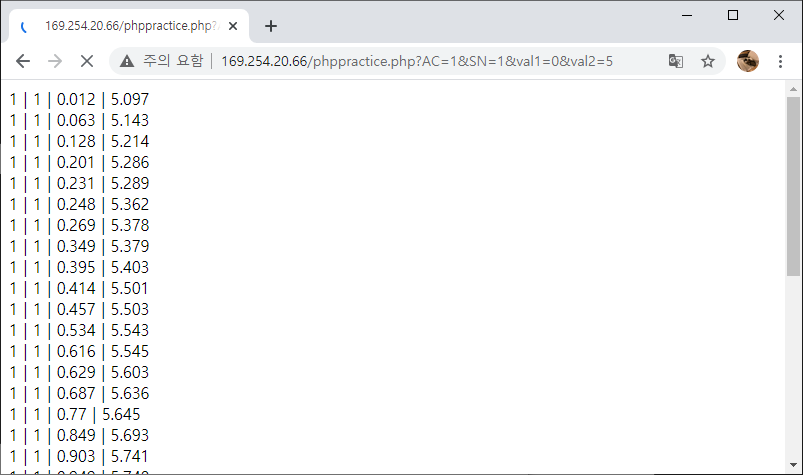 169.254.20.66/phppractice.php?A
주의 요함 | 169.254.20.66/phppractice.php?AC=1&SN=1&val1=0&val2=5
1 | 1 | 0.012 | 5.097
1 | 1 | 0.063 | 5.143
1 | 1 | 0.128 | 5.214
1 | 1 | 0.201 | 5.286
1 | 1 | 0.231 | 5.289
1 | 1 | 0.248 | 5.362
1 | 1 | 0.269 | 5.378
1 | 1 | 0.349 | 5.379
1 | 1 | 0.395 | 5.403
1 | 1 | 0.414 | 5.501
1 | 1 | 0.457 | 5.503
1 | 1 | 0.534 | 5.543
1 | 1 | 0.616 | 5.545
1 | 1 | 0.629 | 5.603
1 | 1 | 0.687 | 5.636
1 | 1 | 0.77 | 5.645
1 | 1 | 0.849 | 5.693
1 | 1 | 0.903 | 5.741